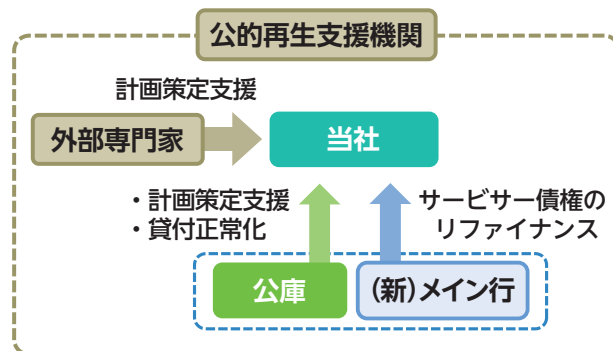 公的再生支援機関
計画策定支援
外部専門家
当社
・計画策定支援
・貸付正常化
サービサー債権の
リファイナンス
公庫
(新)メイン行